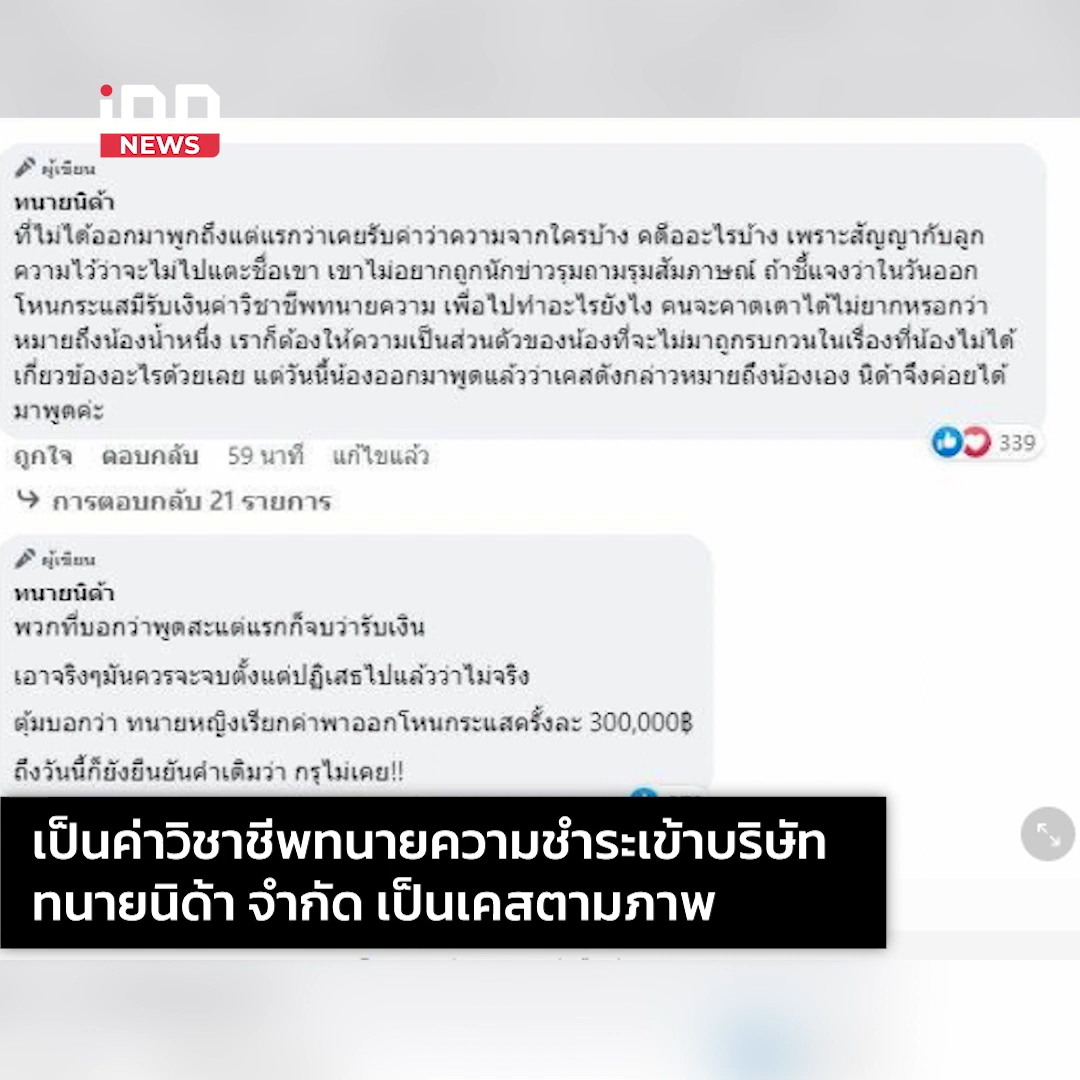 inn
NEWS
ผู้เขียน
ทนายนิด้า
ที่ไม่ได้ออกมาพูกถึงแต่แรกว่าเคยรับค่าว่าความจากใครบ้าง คดีออะไรบ้าง เพราะสัญญากับลูก
ความไว้ว่าจะไม่ไปแตะชื่อเขา เขาไม่อยากถูกนักข่าวรุมถามรุมสัมภาษณ์ ถ้าชี้แจงว่าในวันออก
โหนกระแสมีรับเงินค่าวิชาชีพทนายความ เพื่อไปทำอะไรยังไง คนจะคาดเดาได้ไม่ยากหรอกว่า
หมายถึงน้องน้ำหนึ่ง เราก็ต้องให้ความเป็นส่วนตัวของน้องที่จะไม่มาถูกรบกวนในเรื่องที่น้องไม่ได้
เกี่ยวข้องอะไรด้วยเลย แต่วันนี้น้องออกมาพูดแล้วว่าเคสดังกล่าวหมายถึงน้องเอง นิด้าจึงค่อยได้
มาพูดค่ะ
339
ถูกใจ ตอบกลับ 59 นาที แก้ไขแล้ว
การตอบกลับ 21 รายการ
ผู้เขียน
ทนายนิด้า
พวกที่บอกว่าพูดสะแต่แรกก็จบว่ารับเงิน
เอาจริงๆมันควรจะจบตั้งแต่ปฏิเสธไปแล้วว่าไม่จริง
ตุ้มบอกว่า ทนายหญิงเรียกค่าพาออกโหนกระแสครั้งละ 300,000฿
ถึงวันนี้ก็ยังยืนยันคำเดิมว่า กรุไม่เคย!!
เป็นค่าวิชาชีพทนายความชำระเข้าบริษัท
ทนายนิด้า จำกัด เป็นเคสตามภาพ